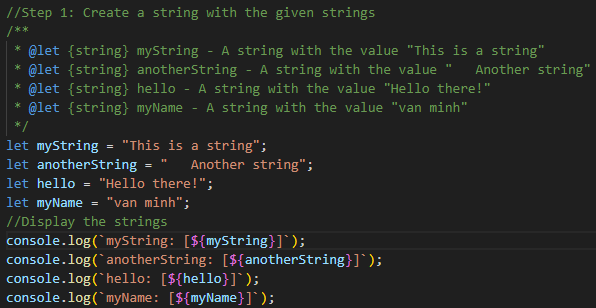 //Step 1: Create a string with the given strings
/**
 * @let {string} myString - A string with the value "This is a string"
 * @let {string} anotherString - A string with the value "   Another string"
 * @let {string} hello - A string with the value "Hello there!"
 * @let {string} myName - A string with the value "van minh"
 */
let myString = "This is a string";
let anotherString = "   Another string";
let hello = "Hello there!";
let myName = "van minh";
//Display the strings
console.log(`myString: [${myString}]`);
console.log(`anotherString: [${anotherString}]`);
console.log(`hello: [${hello}]`);
console.log(`myName: [${myName}]`);